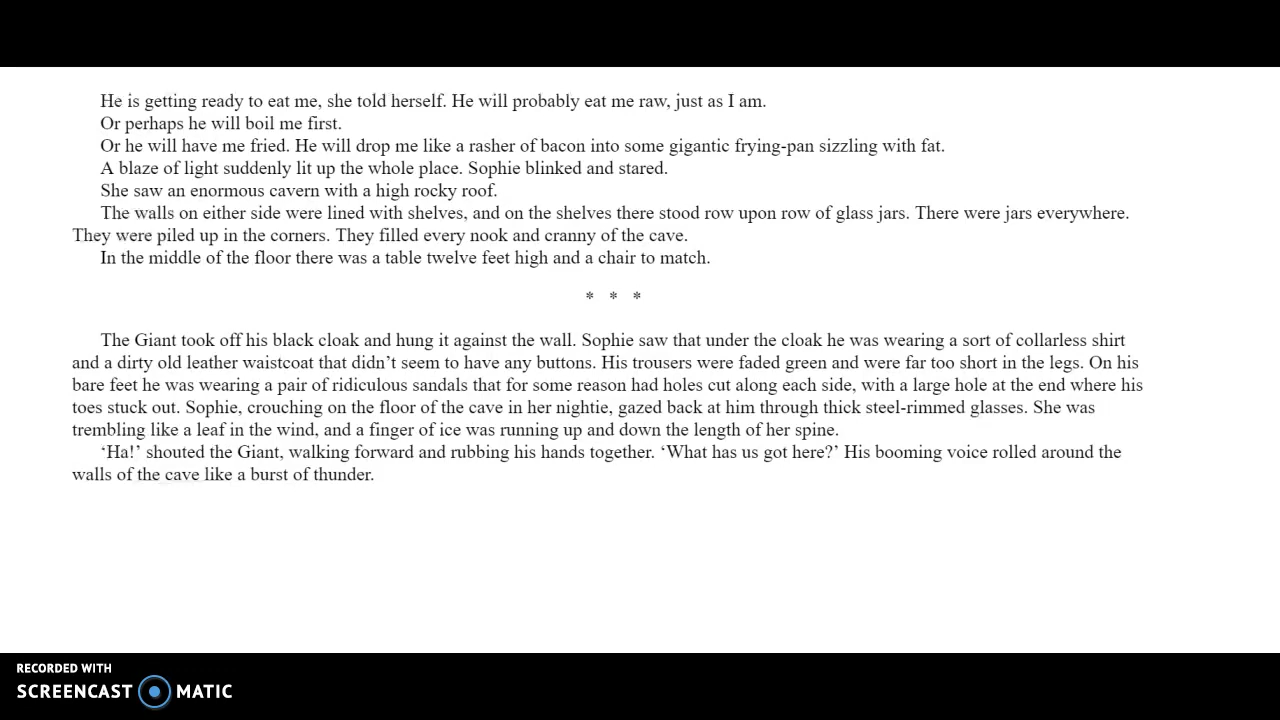 He is getting ready to eat me, she told herself. He will probably eat me raw, just as I am.
Or perhaps he will boil me first.
Or he will have me fried. He will drop me like a rasher of bacon into some gigantic frying-pan sizzling with fat.
A blaze of light suddenly lit up the whole place. Sophie blinked and stared.
She saw an enormous cavern with a high rocky roof.
The walls on either side were lined with shelves, and on the shelves there stood row upon row of glass jars. There were jars everywhere.
They were piled up in the corners. They filled every nook and cranny of the cave.
In the middle of the floor there was a table twelve feet high and a chair to match.
* * *
The Giant took off his black cloak and hung it against the wall. Sophie saw that under the cloak he was wearing a sort of collarless shirt
and a dirty old leather waistcoat that didn’t seem to have any buttons. His trousers were faded green and were far too short in the legs. On his
bare feet he was wearing a pair of ridiculous sandals that for some reason had holes cut along each side, with a large hole at the end where his
toes stuck out. Sophie, crouching on the floor of the cave in her nightie, gazed back at him through thick steel-rimmed glasses. She was
trembling like a leaf in the wind, and a finger of ice was running up and down the length of her spine.
‘Ha!’ shouted the Giant, walking forward and rubbing his hands together. ‘What has us got here?’ His booming voice rolled around the
walls of the cave like a burst of thunder.
RECORDED WITH
SCREENCAST MATIC